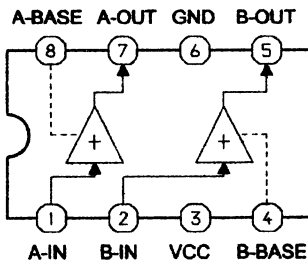 A-BASE A-OUT GND B-OUT
8 7 6 5
+ +
1 2 3 4
A-IN B-IN VCC B-BASE